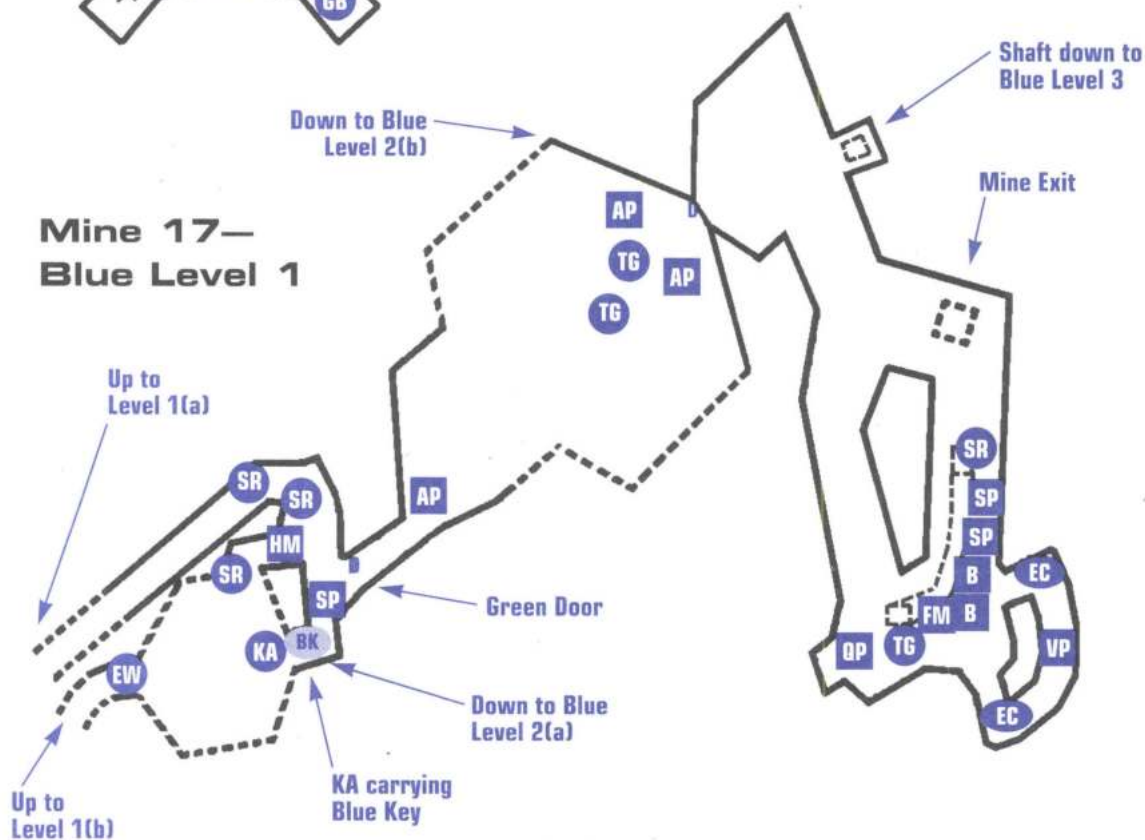 GB
Shaft down to
Blue Level 3
Down to Blue
Level 2(b)
Mine Exit
AP
D
Mine 17—
Blue Level 1
TG
AP
TG
Up to
Level 1(a)
SR
SR
SR
AP
SP
HM
SP
D
SR
B
EC
SP
Green Door
FM
B
KA
BK
QP
TG
VP
EW
Down to Blue
Level 2(a)
EC
KA carrying
Blue Key
Up to
Level 1(b)